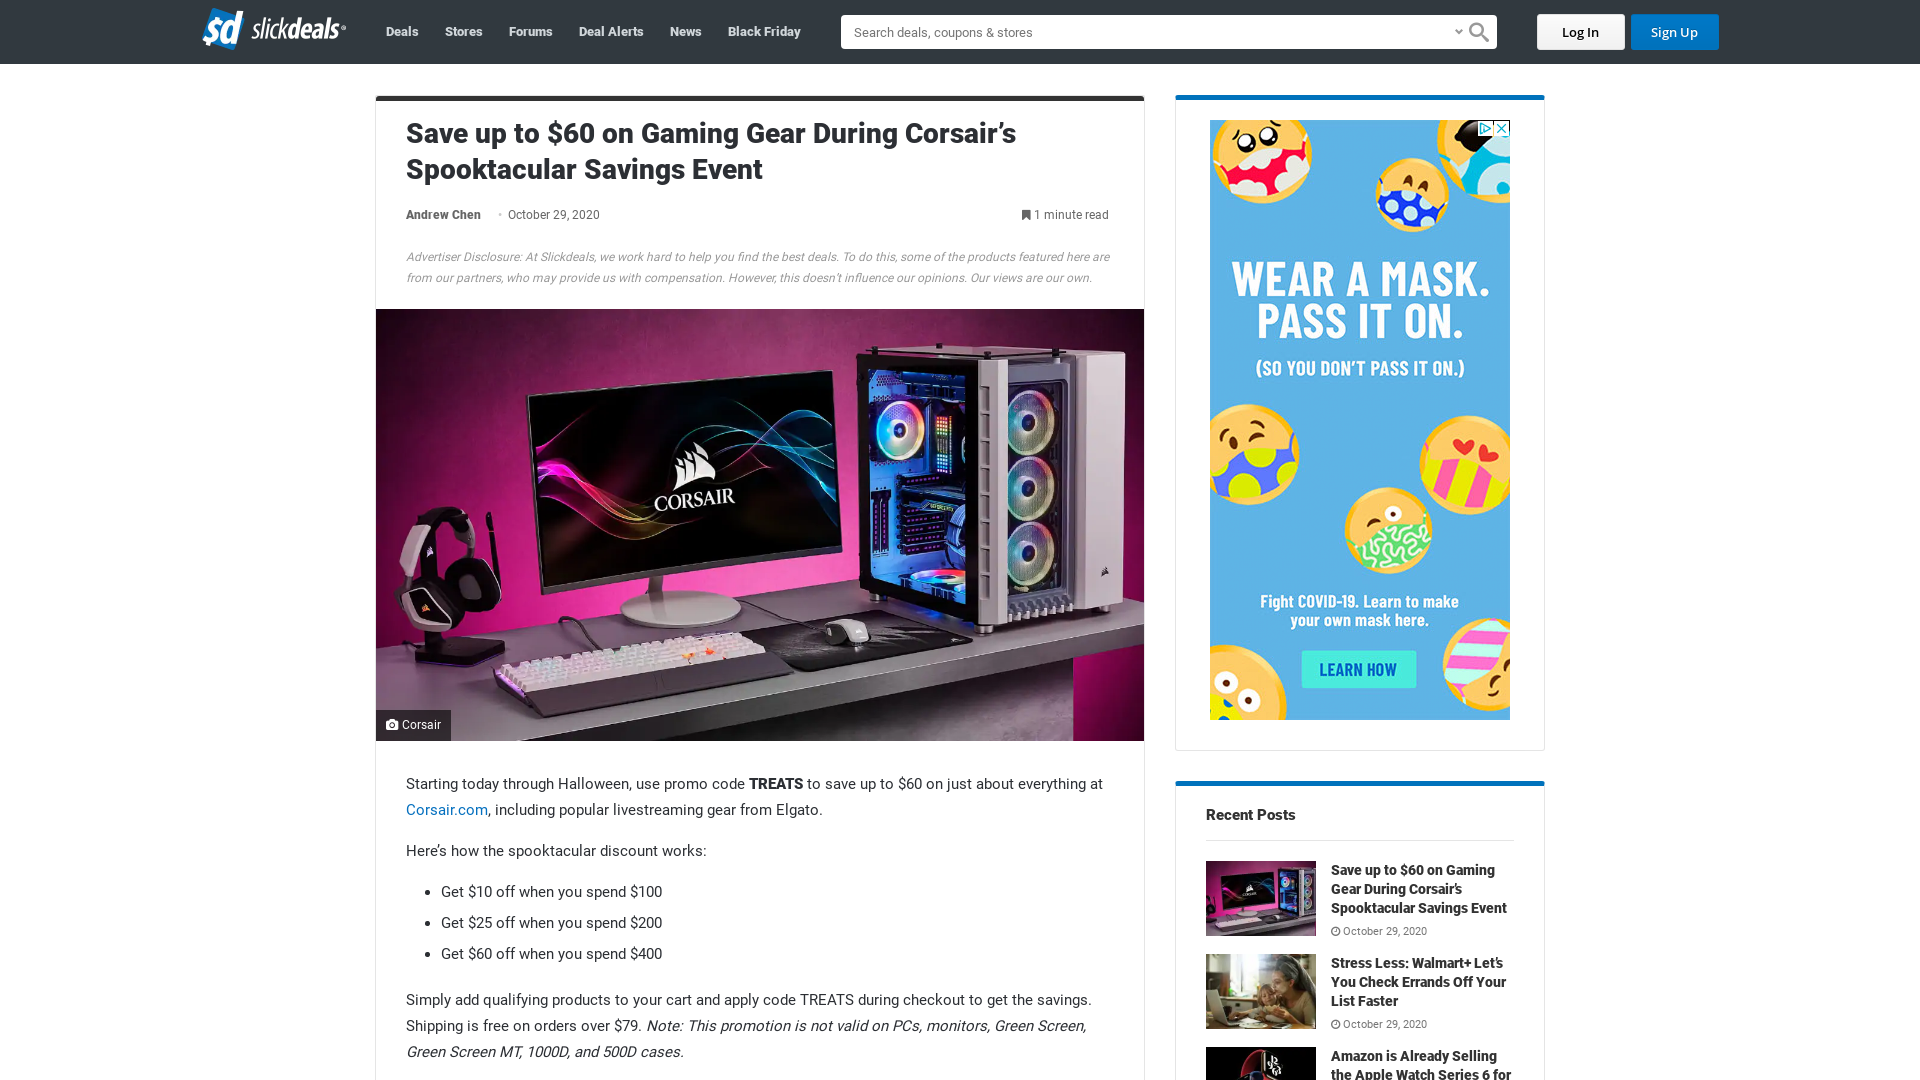 $d slickdeals
Deals
Stores
Forums
Deal Alerts
News
Black Friday
Search deals, coupons & stores
Log In
Sign Up
Save up to $60 on Gaming Gear During Corsair’s
Spooktacular Savings Event
Andrew Chen • October 29, 2020
1 minute read
Advertiser Disclosure: At Slickdeals, we work hard to help you find the best deals. To do this, some of the products featured here are
from our partners, who may provide us with compensation. However, this doesn’t influence our opinions. Our views are our own.
CORSAIR
Corsair
Starting today through Halloween, use promo code TREATS to save up to $60 on just about everything at
Corsair.com, including popular livestreaming gear from Elgato.
Here’s how the spooktacular discount works:
• Get $10 off when you spend $100
• Get $25 off when you spend $200
• Get $60 off when you spend $400
Simply add qualifying products to your cart and apply code TREATS during checkout to get the savings.
Shipping is free on orders over $79. Note: This promotion is not valid on PCs, monitors, Green Screen,
Green Screen MT, 1000D, and 500D cases.
WEAR A MASK.
PASS IT ON.
(SO YOU DON’T PASS IT ON.)
Fight COVID-19. Learn to make
your own mask here.
LEARN HOW
Recent Posts
Save up to $60 on Gaming
Gear During Corsair’s
Spooktacular Savings Event
October 29, 2020
Stress Less: Walmart+ Let’s
You Check Errands Off Your
List Faster
October 29, 2020
Amazon is Already Selling
the Apple Watch Series 6 for